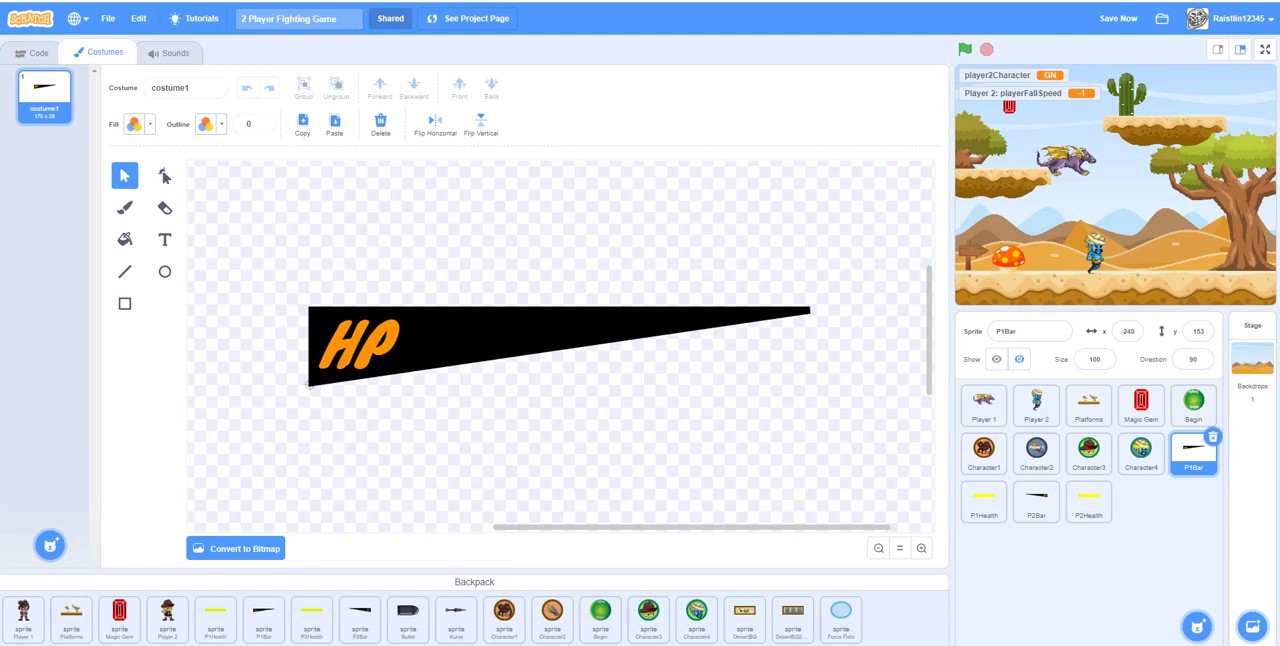 SCRATCH File Edit Tutorials 2 Player Fighting Game Shared See Project Page Save Now Raistlin12345
Code Costumes Sounds
1
costume1
176 x 26
Costume costume1 Group Ungroup Forward Backward Front Back
Fill Outline 0 Copy Paste Delete Flip Horizontal Flip Vertical
HP
Convert to Bitmap
player2Character GN
Player 2: playerFallSpeed -1
Sprite P1Bar x -240 y 153
Show Size 100 Direction 90
Player 1 Player 2 Platforms Magic Gem Begin
Character1 Character2 Character3 Character4 P1Bar
P1Health P2Bar P2Health
Stage
Backdrops
1
Backpack
sprite sprite sprite sprite sprite sprite sprite sprite sprite sprite sprite sprite sprite sprite sprite sprite sprite sprite
Player 1 Platforms Magic Gem Player 2 P1Health P1Bar P2Health P2Bar Bullet Kunai Character1 Character2 Begin Character3 Character4 DesertBG DesertBG2... Force Field